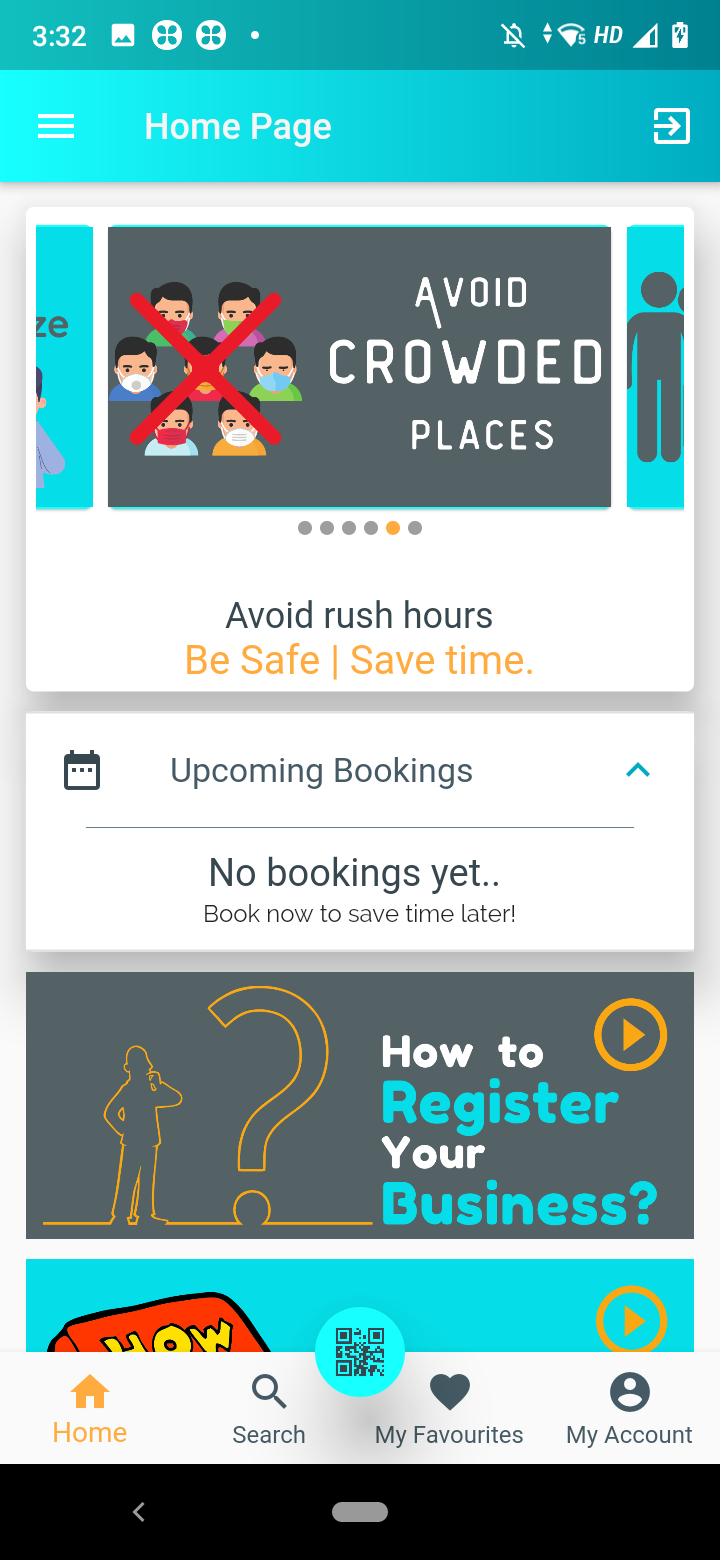 3:32
5 HD
Home Page
ze
AVOID
CROWDED
PLACES
Avoid rush hours
Be Safe | Save time.
Upcoming Bookings
No bookings yet..
Book now to save time later!
How to
Register
Your
Business?
HOW
Home
Search
My Favourites
My Account